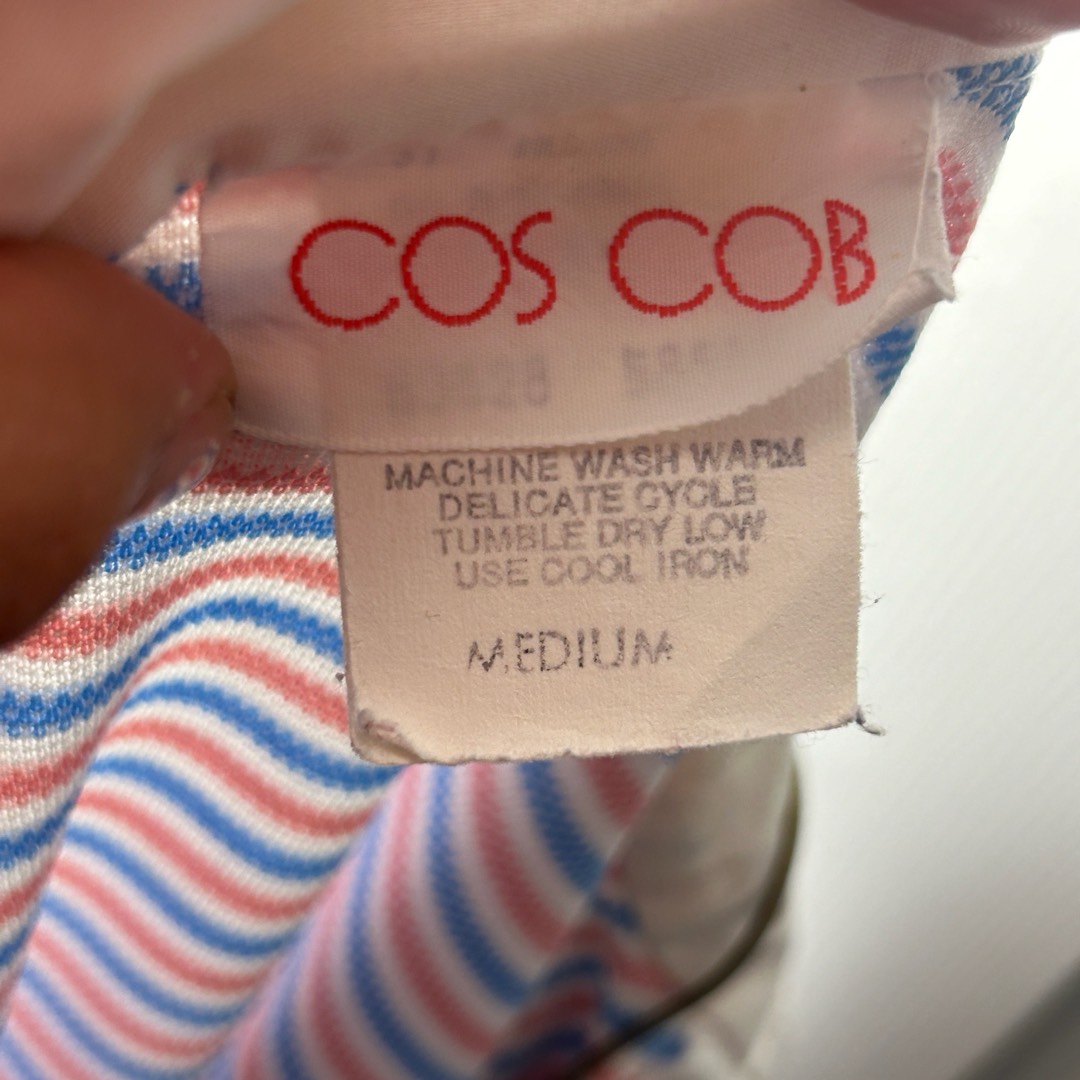 COS COB
MACHINE WASH WARM
DELICATE CYCLE
TUMBLE DRY LOW
USE COOL IRON
MEDIUM